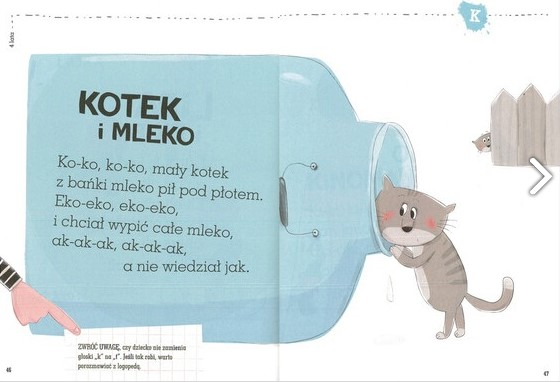 4 latka
K
KOTEK
i MLEKO
Ko-ko, ko-ko, mały kotek
z bańki mleko pił pod płotem.
Eko-eko, eko-eko,
i chciał wypić całe mleko,
ak-ak-ak, ak-ak-ak,
a nie wiedział jak.
ZWRÓĆ UWAGĘ, czy dziecko nie zamienia
głoski „k” na „t”. Jeśli tak robi, warto
porozmawiać z logopedą.
46
47